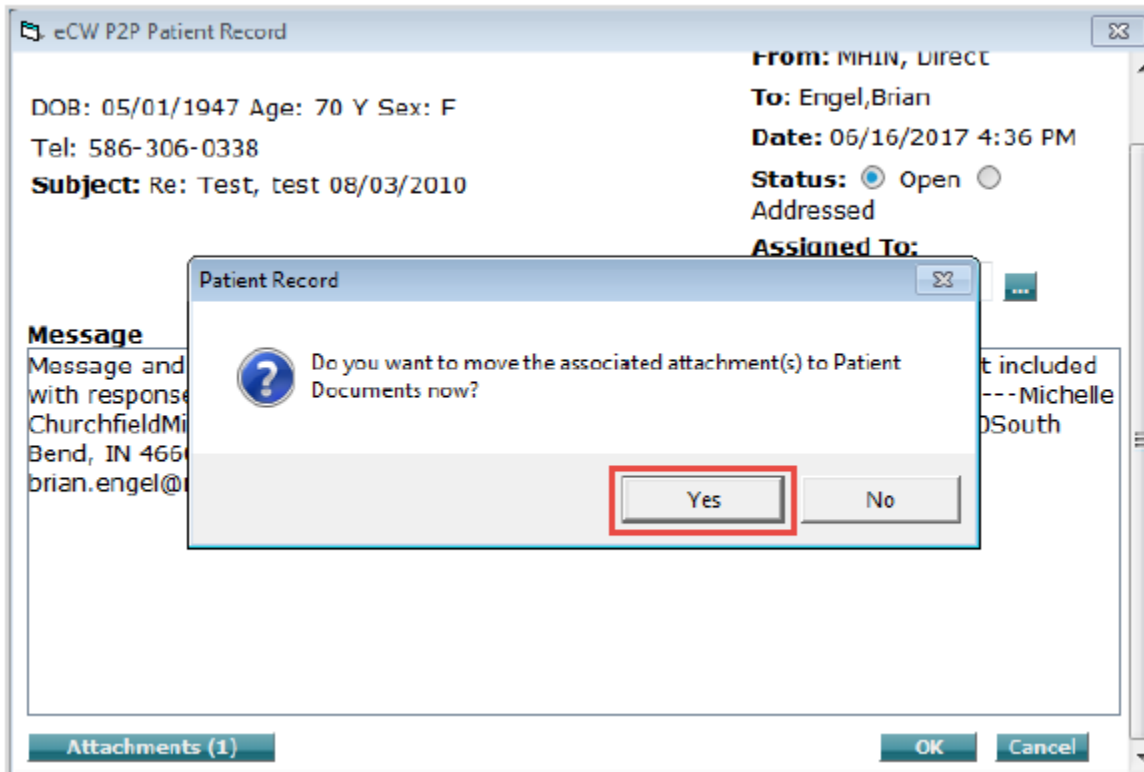 eCW P2P Patient Record
From: MHIN, Direct
DOB: 05/01/1947 Age: 70 Y Sex: F
To: Engel,Brian
Tel: 586-306-0338
Date: 06/16/2017 4:36 PM
Subject: Re: Test, test 08/03/2010
Status: Open
Addressed
Assigned To:
...
Patient Record
Do you want to move the associated attachment(s) to Patient
Documents now?
Yes No
Message
Message and t included
with response ---Michelle
ChurchfieldMi 0South
Bend, IN 466
brian.engel@
Attachments (1) OK Cancel